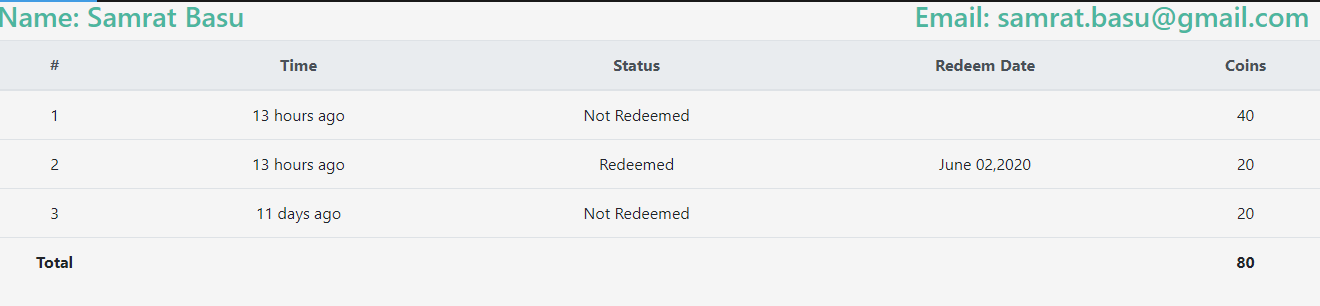 Name: Samrat Basu Email: samrat.basu@gmail.com
# Time Status Redeem Date Coins
1 13 hours ago Not Redeemed 40
2 13 hours ago Redeemed June 02,2020 20
3 11 days ago Not Redeemed 20
Total 80